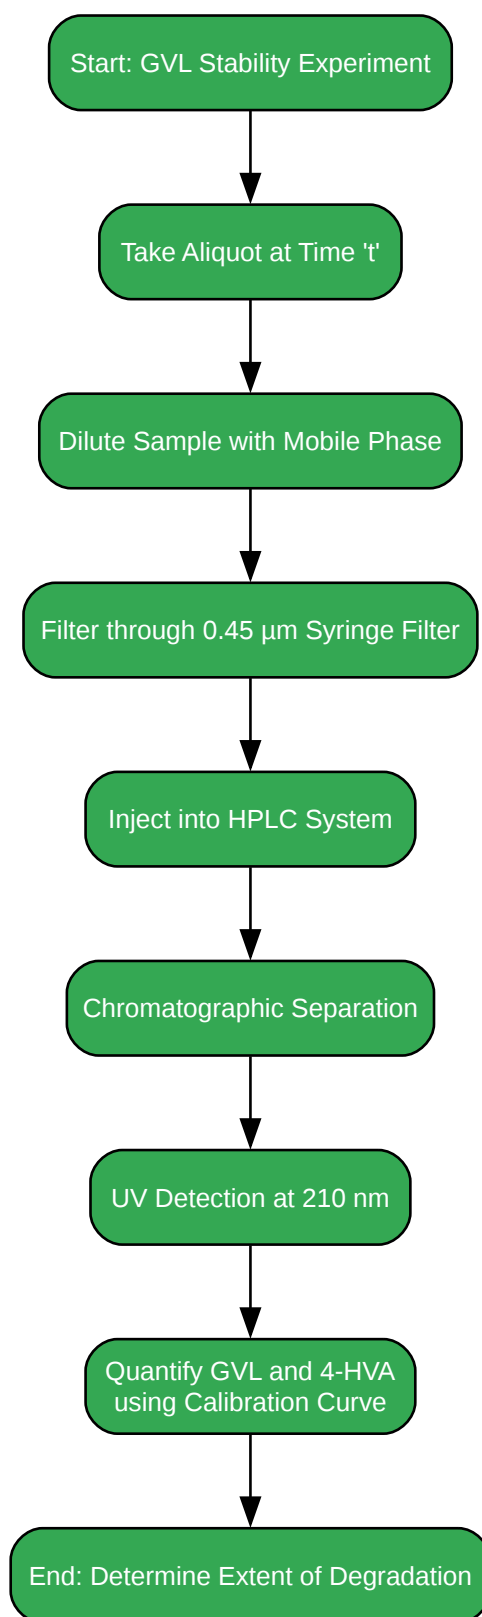 Start: GVL Stability Experiment
Take Aliquot at Time 't'
Dilute Sample with Mobile Phase
Filter through 0.45 µm Syringe Filter
Inject into HPLC System
Chromatographic Separation
UV Detection at 210 nm
Quantify GVL and 4-HVA
using Calibration Curve
End: Determine Extent of Degradation